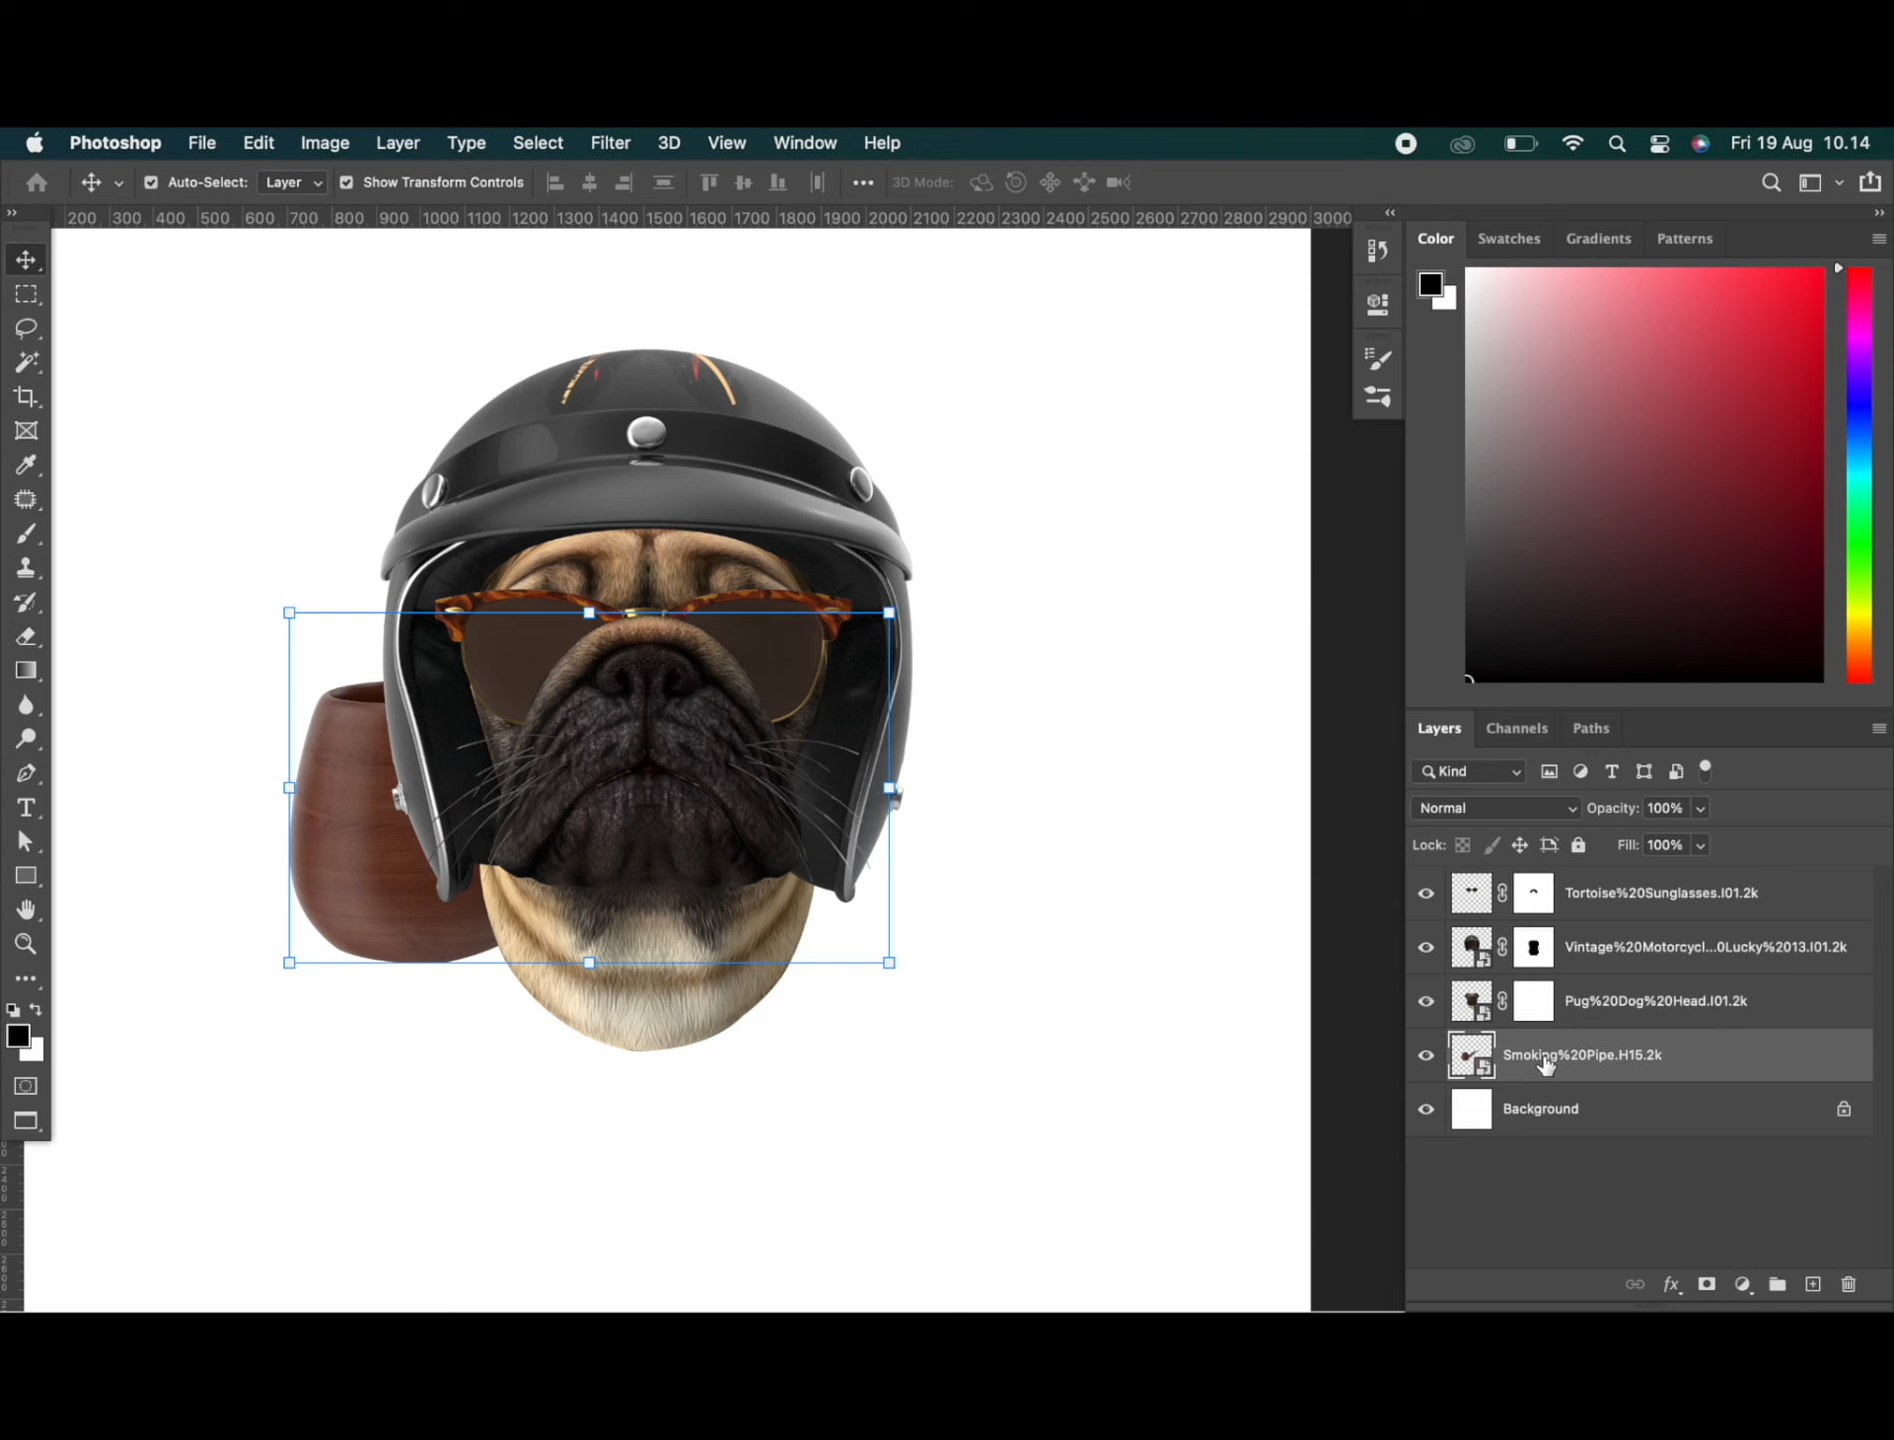 Photoshop File Edit Image Layer Type Select Filter 3D View Window Help Fri 19 Aug 10.14
Auto-Select: Layer Show Transform Controls 3D Mode:
200 300 400 500 600 700 800 900 1000 1100 1200 1300 1400 1500 1600 1700 1800 1900 2000 2100 2200 2300 2400 2500 2600 2700 2800 2900 3000
Color Swatches Gradients Patterns
Layers Channels Paths
Kind
Normal Opacity: 100%
Lock: Fill: 100%
Tortoise%20Sunglasses.I01.2k
Vintage%20Motorcycl...0Lucky%2013.I01.2k
Pug%20Dog%20Head.I01.2k
Smoking%20Pipe.H15.2k
Background
fx